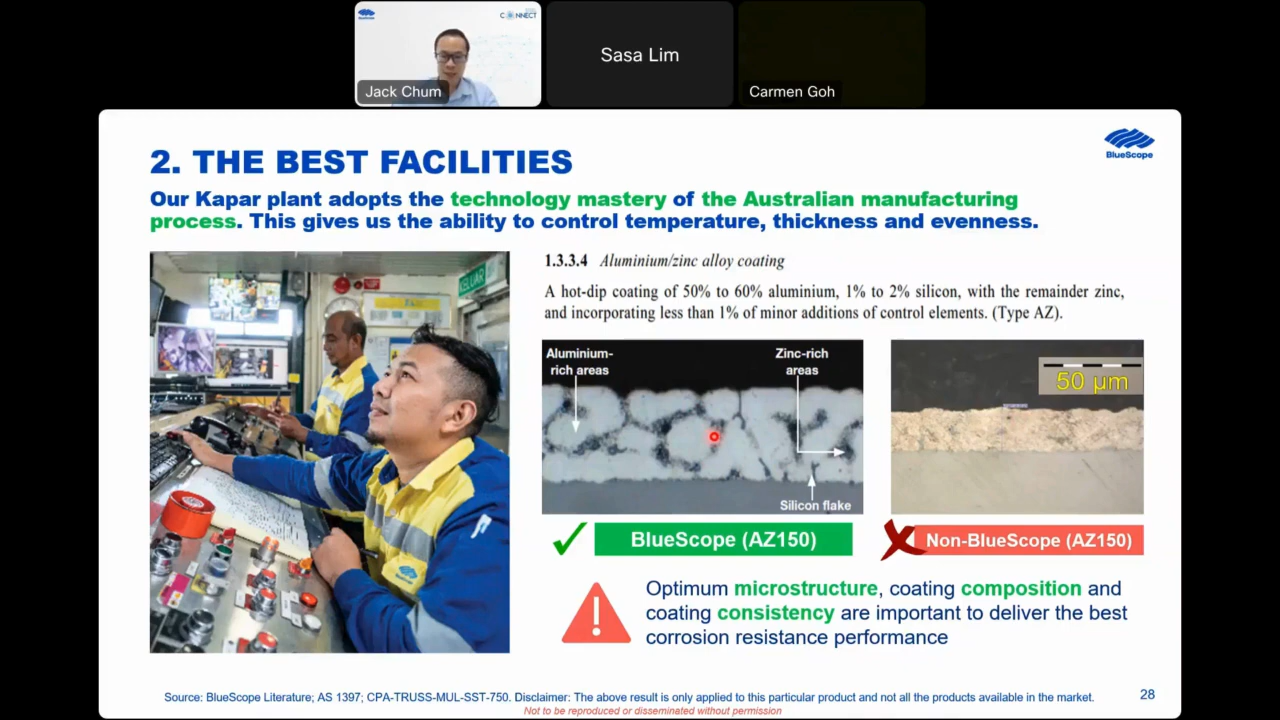 CONNECT
Jack Chum
Sasa Lim
Carmen Goh
2. THE BEST FACILITIES
BlueScope
Our Kapar plant adopts the technology mastery of the Australian manufacturing
process. This gives us the ability to control temperature, thickness and evenness.
KELUAR
1.3.3.4 Aluminium/zinc alloy coating
A hot-dip coating of 50% to 60% aluminium, 1% to 2% silicon, with the remainder zinc,
and incorporating less than 1% of minor additions of control elements. (Type AZ).
Aluminium-
rich areas
Zinc-rich
areas
Silicon flake
50 µm
BlueScope (AZ150)
Non-BlueScope (AZ150)
Optimum microstructure, coating composition and
coating consistency are important to deliver the best
corrosion resistance performance
Source: BlueScope Literature; AS 1397; CPA-TRUSS-MUL-SST-750. Disclaimer: The above result is only applied to this particular product and not all the products available in the market.
28
Not to be reproduced or disseminated without permission